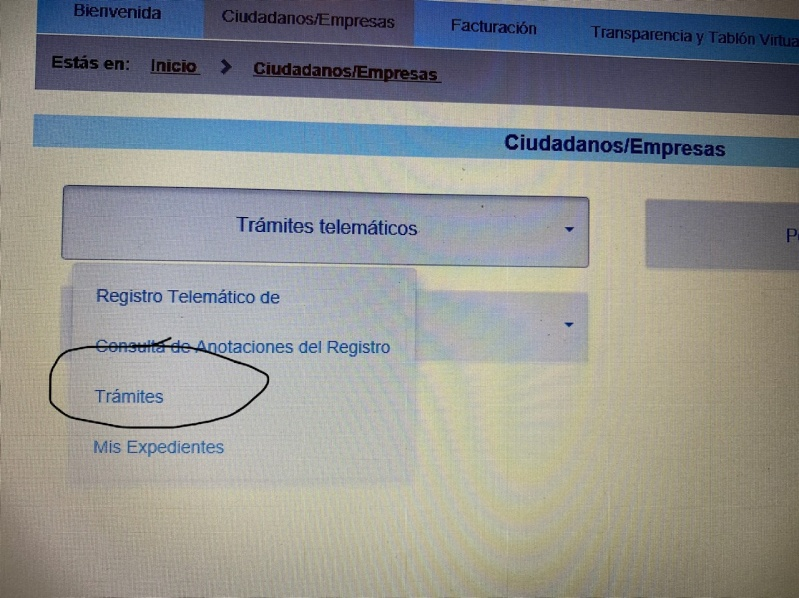 Bienvenida
Ciudadanos/Empresas
Facturación
Transparencia y Tablón Virtua
Estás en: Inicio > Ciudadanos/Empresas
Ciudadanos/Empresas
Trámites telemáticos
P
Registro Telemático de
Consulta de Anotaciones del Registro
Trámites
Mis Expedientes